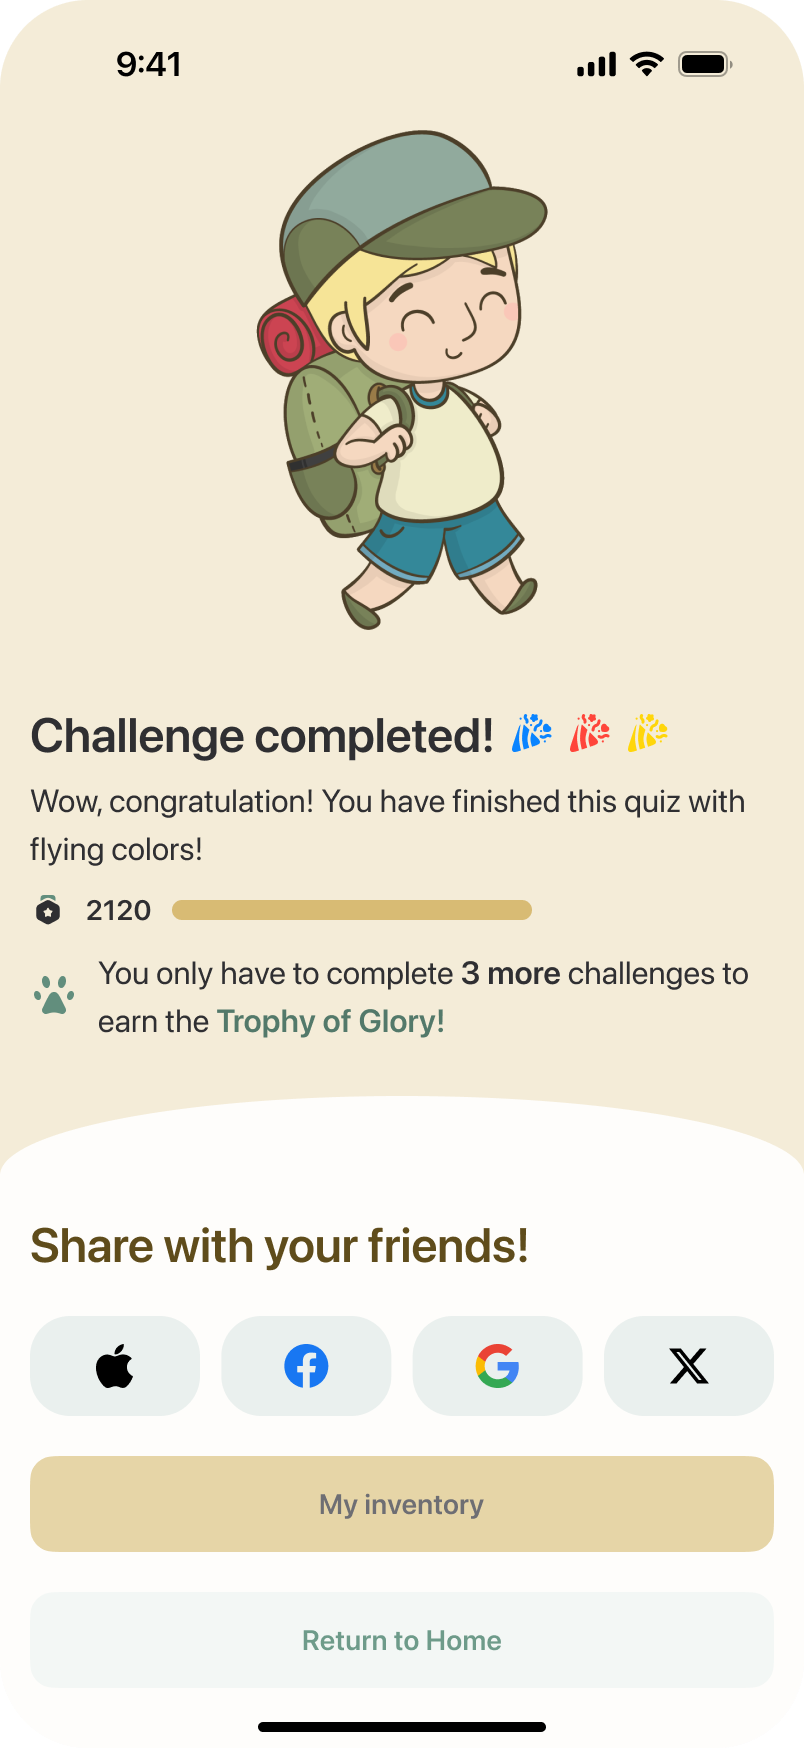 9:41
Challenge completed!
Wow, congratulation! You have finished this quiz with
flying colors!
2120
You only have to complete 3 more challenges to
earn the Trophy of Glory!
Share with your friends!
My inventory
Return to Home